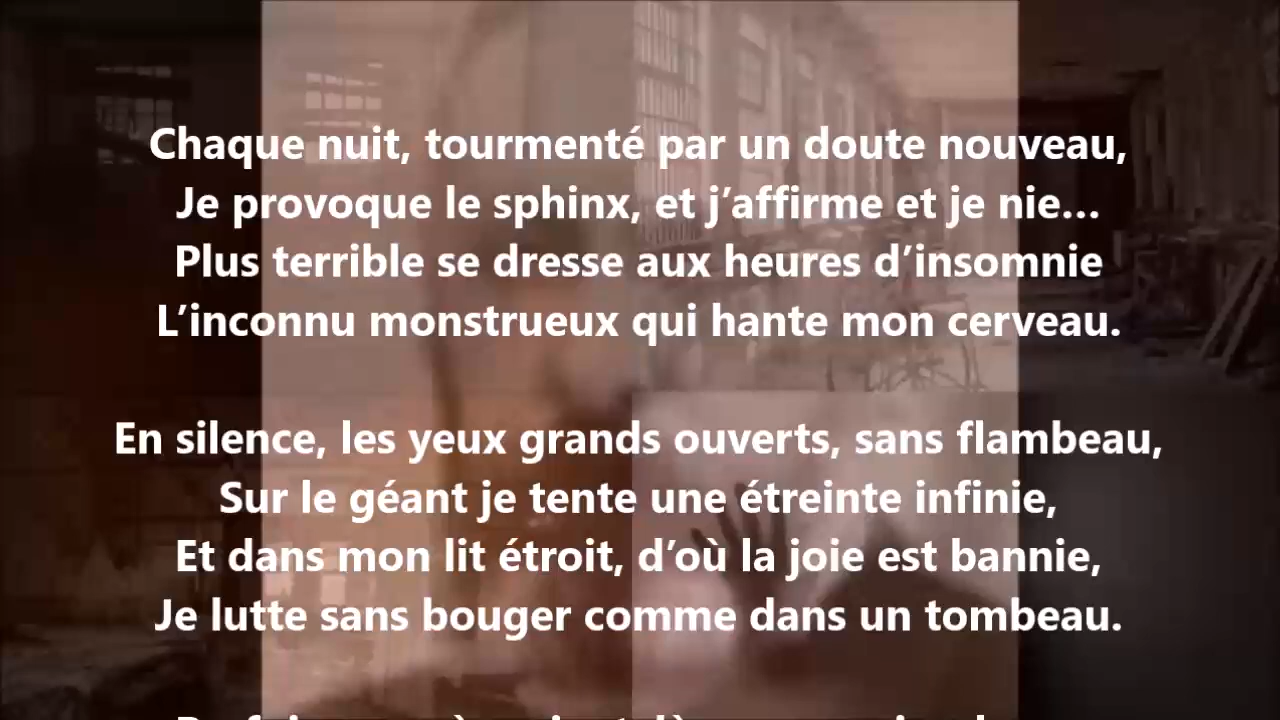 Chaque nuit, tourmenté par un doute nouveau,
Je provoque le sphinx, et j’affirme et je nie…
Plus terrible se dresse aux heures d’insomnie
L’inconnu monstrueux qui hante mon cerveau.
En silence, les yeux grands ouverts, sans flambeau,
Sur le géant je tente une étreinte infinie,
Et dans mon lit étroit, d’où la joie est bannie,
Je lutte sans bouger comme dans un tombeau.